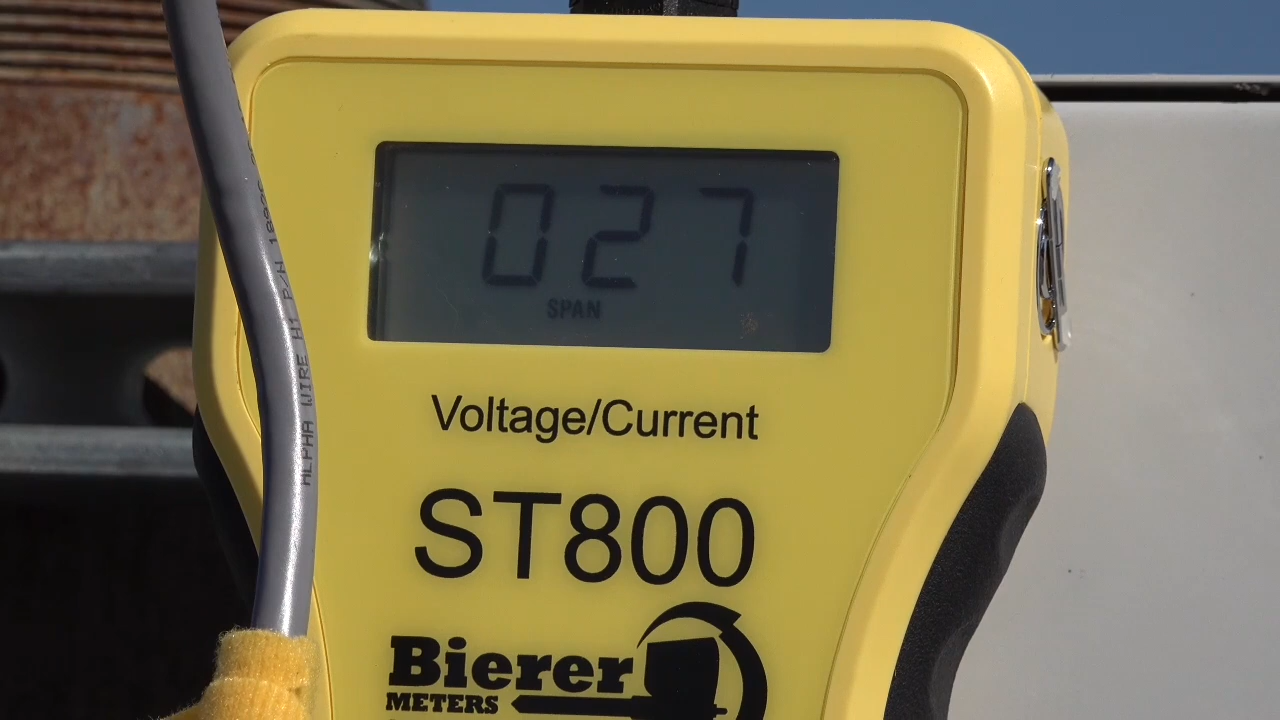 027
SPAN
Voltage/Current
ST800
Bierer
METERS
ALPHA WIRE
P/N